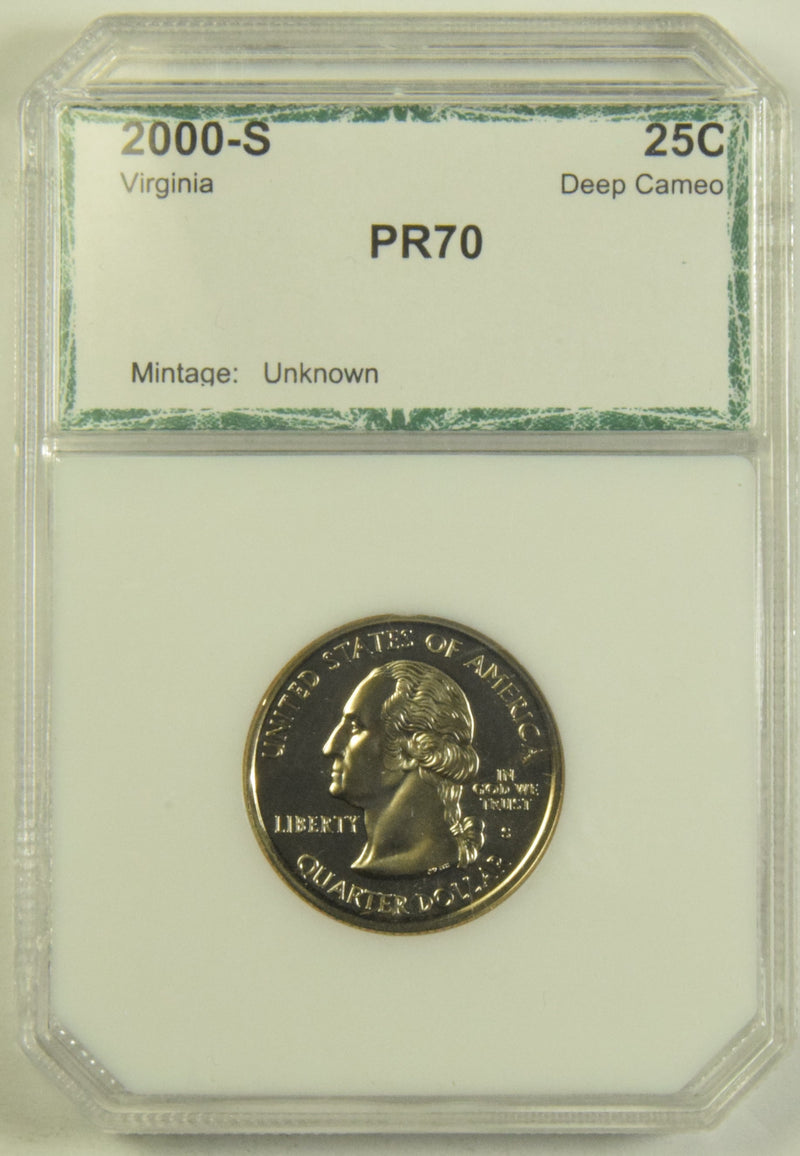 2000-S 25C
Virginia Deep Cameo
PR70
Mintage: Unknown
UNITED STATES OF AMERICA
IN
GOD WE
TRUST
LIBERTY
S
QUARTER DOLLAR